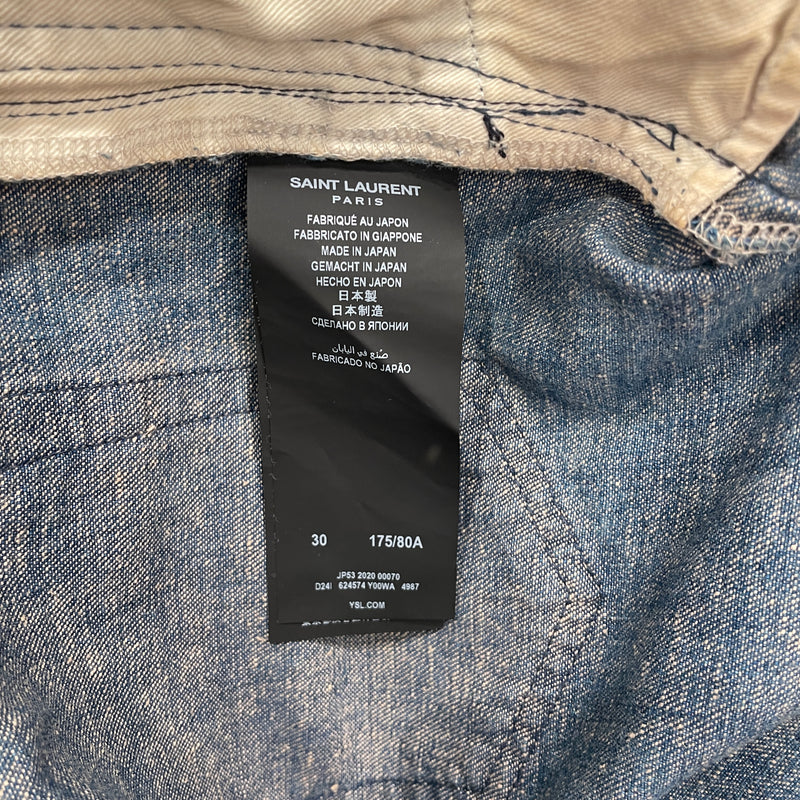 SAINT LAURENT
PARIS
FABRIQUÉ AU JAPON
FABBRICATO IN GIAPPONE
MADE IN JAPAN
GEMACHT IN JAPAN
HECHO EN JAPON
日本製
日本制造
СДЕЛАНО В ЯПОНИИ
صُنع في اليابان
FABRICADO NO JAPÃO
30 175/80A
JP53 2020 00070
D24I 624574 Y00WA 4987
YSL.COM